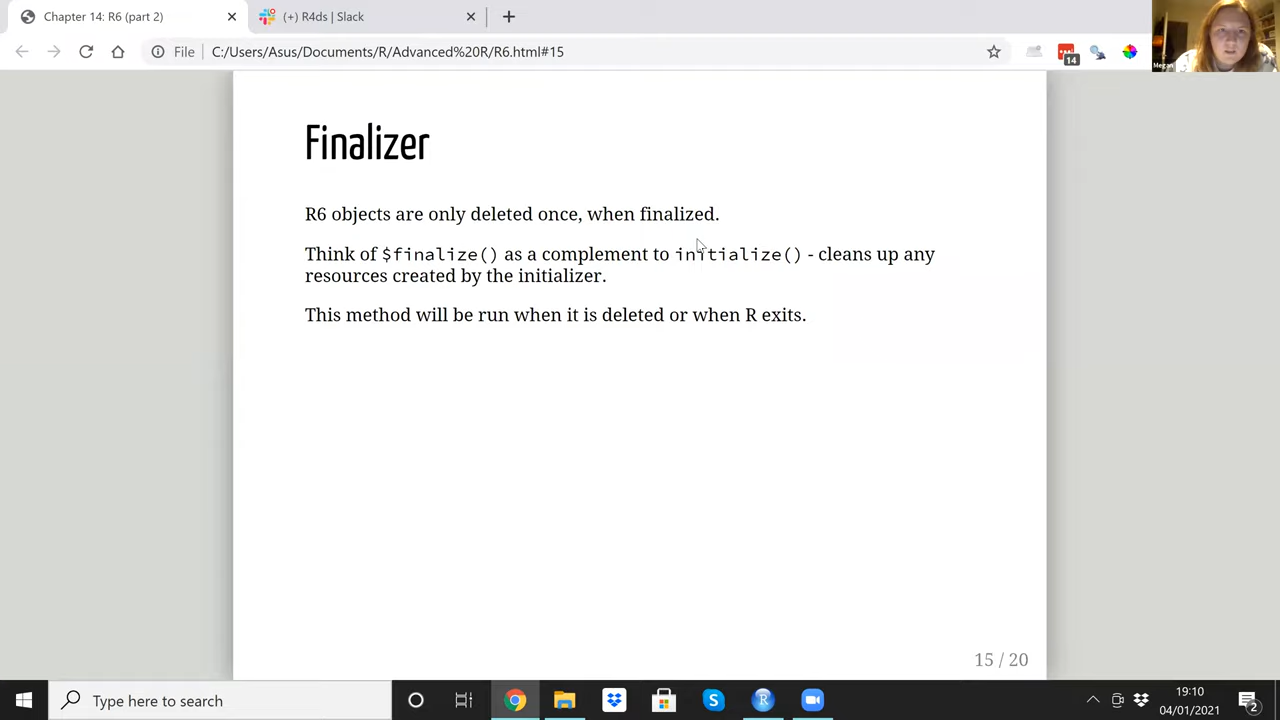 Chapter 14: R6 (part 2)
(+) R4ds | Slack
File
C:/Users/Asus/Documents/R/Advanced%20R/R6.html#15
14
Megan
Finalizer
R6 objects are only deleted once, when finalized.
Think of $finalize() as a complement to initialize() - cleans up any
resources created by the initializer.
This method will be run when it is deleted or when R exits.
15 / 20
Type here to search
19:10
04/01/2021
2